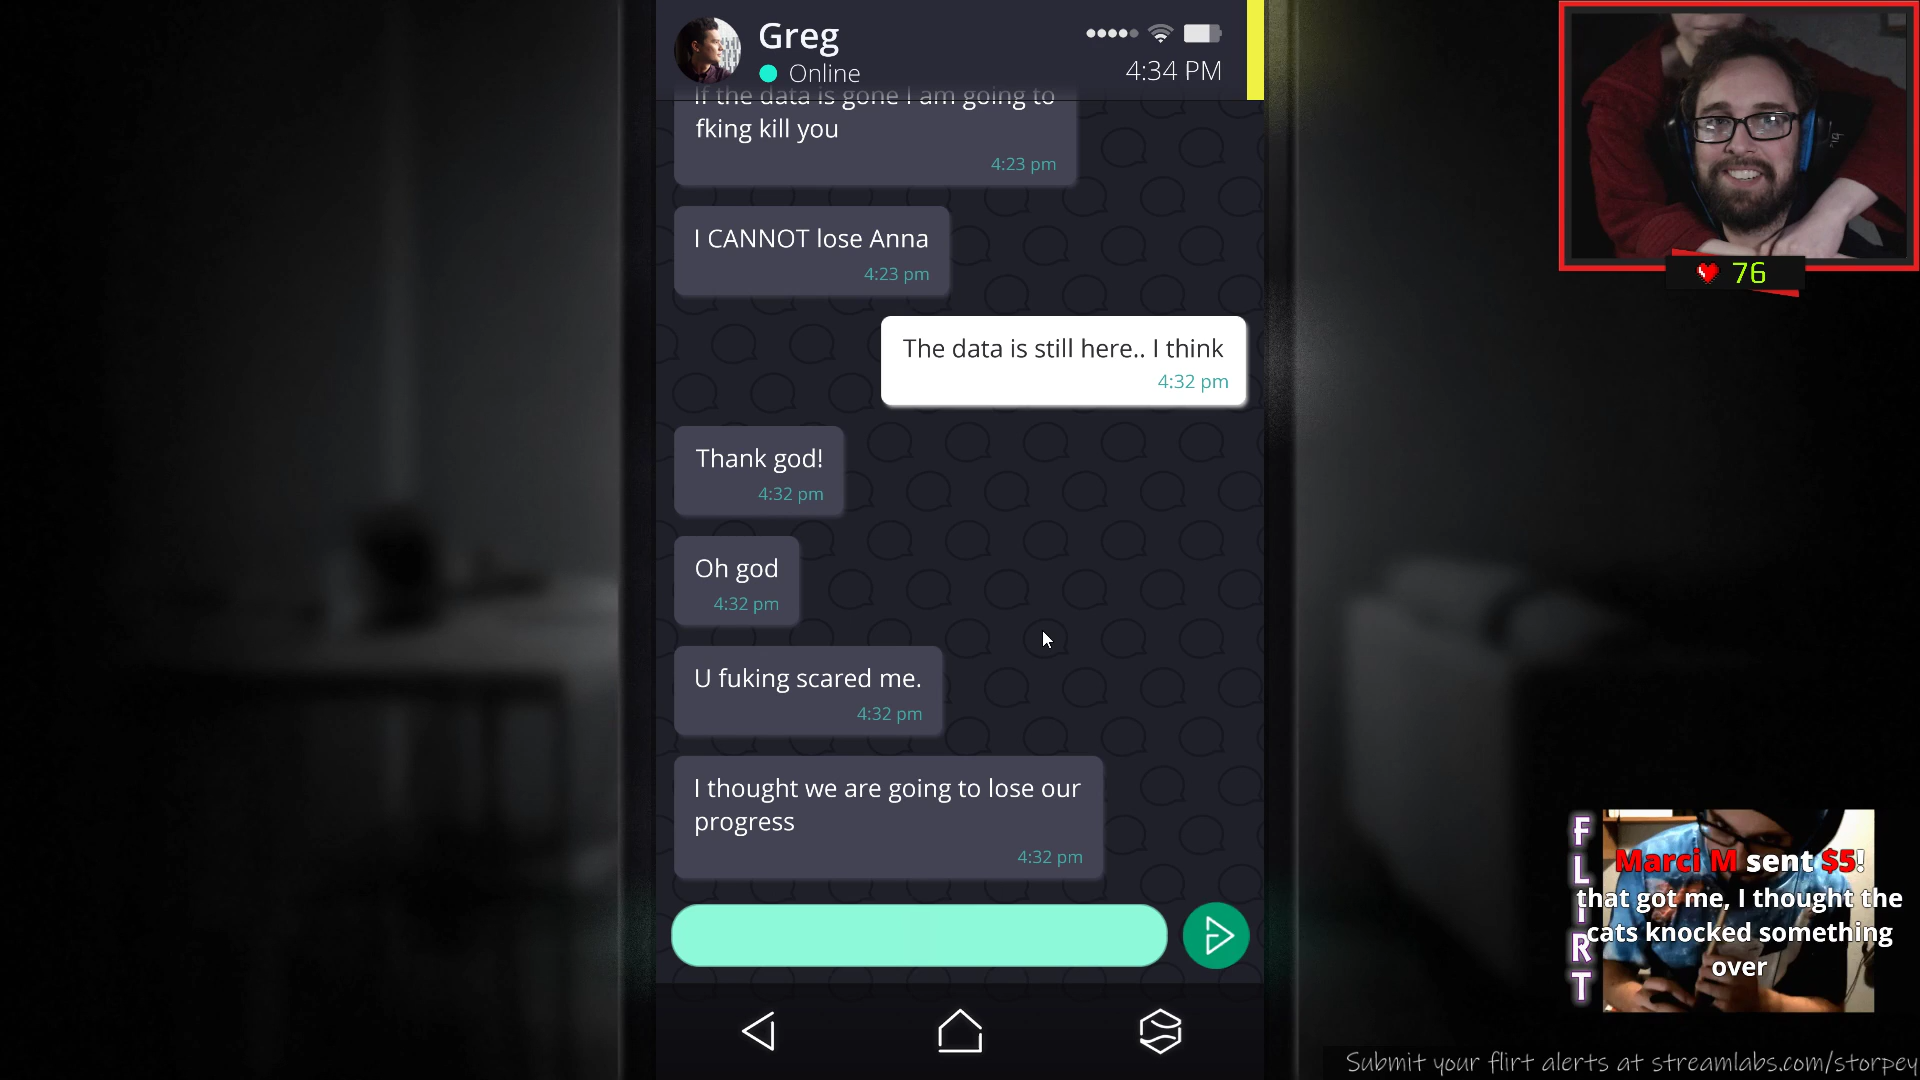 Greg
Online
4:34 PM
If the data is gone I am going to
fking kill you
4:23 pm
I CANNOT lose Anna
4:23 pm
The data is still here.. I think
4:32 pm
Thank god!
4:32 pm
Oh god
4:32 pm
U fuking scared me.
4:32 pm
I thought we are going to lose our
progress
4:32 pm
76
FLIRT
Marci M sent $5!
that got me, I thought the
cats knocked something
over
Submit your flirt alerts at streamlabs.com/storpey